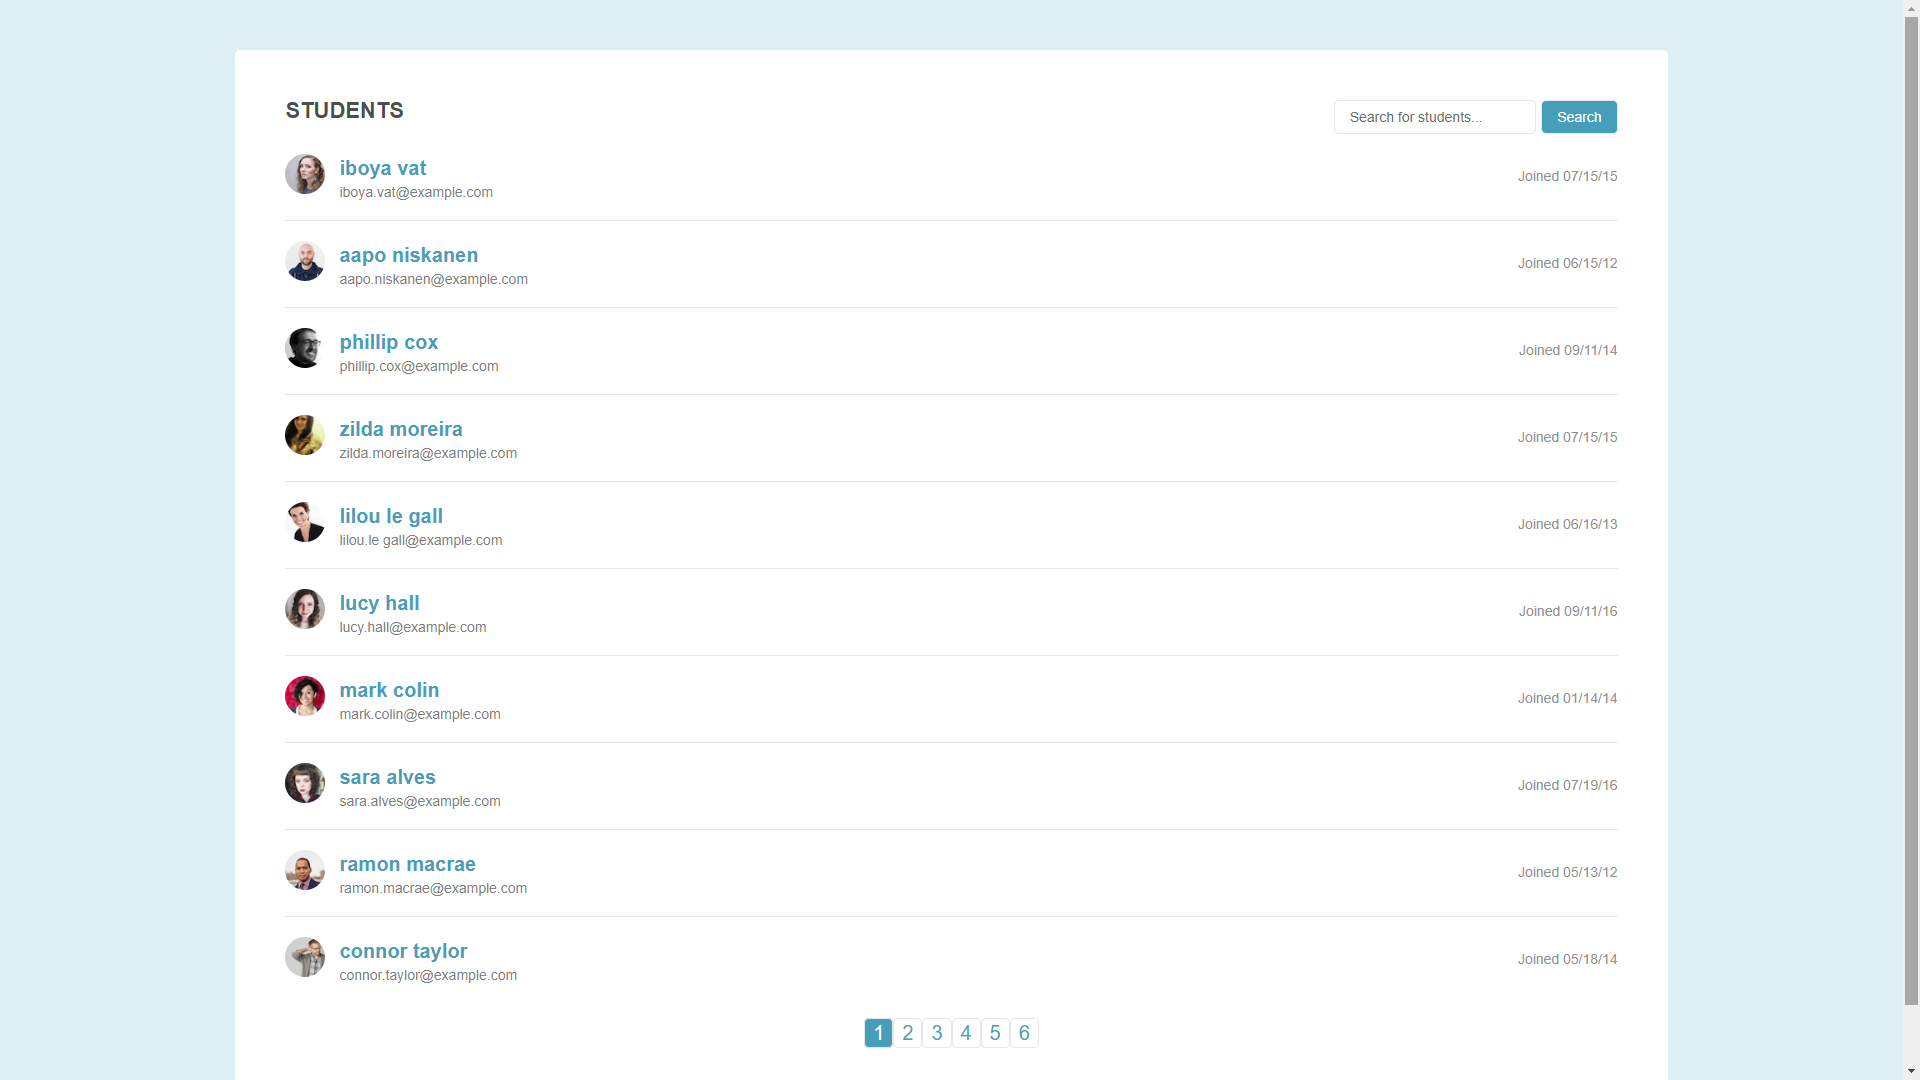 STUDENTS
Search for students...
Search
iboya vat
iboya.vat@example.com
Joined 07/15/15
aapo niskanen
aapo.niskanen@example.com
Joined 06/15/12
phillip cox
phillip.cox@example.com
Joined 09/11/14
zilda moreira
zilda.moreira@example.com
Joined 07/15/15
lilou le gall
lilou.le gall@example.com
Joined 06/16/13
lucy hall
lucy.hall@example.com
Joined 09/11/16
mark colin
mark.colin@example.com
Joined 01/14/14
sara alves
sara.alves@example.com
Joined 07/19/16
ramon macrae
ramon.macrae@example.com
Joined 05/13/12
connor taylor
connor.taylor@example.com
Joined 05/18/14
1 2 3 4 5 6